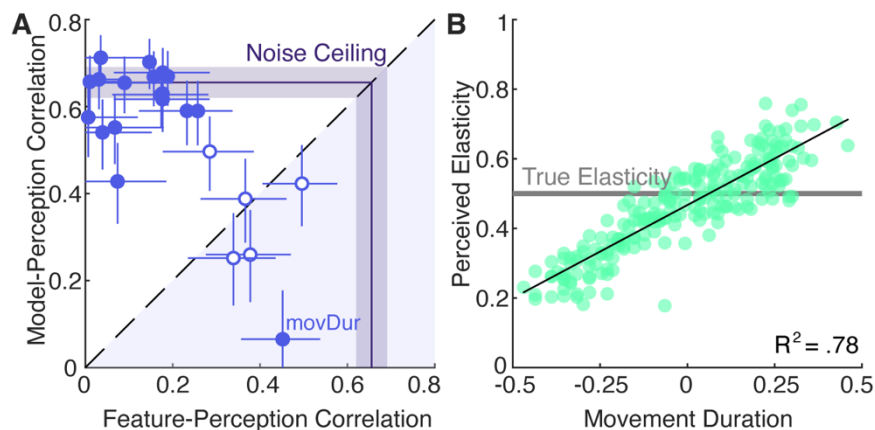 A
Model-Perception Correlation
0.8
0.6
0.4
0.2
0
Noise Ceiling
movDur
0
0.2
0.4
0.6
0.8
Feature-Perception Correlation
B
Perceived Elasticity
1
0.8
0.6
0.4
0.2
0
True Elasticity
R² = .78
-0.5
-0.25
0
0.25
0.5
Movement Duration